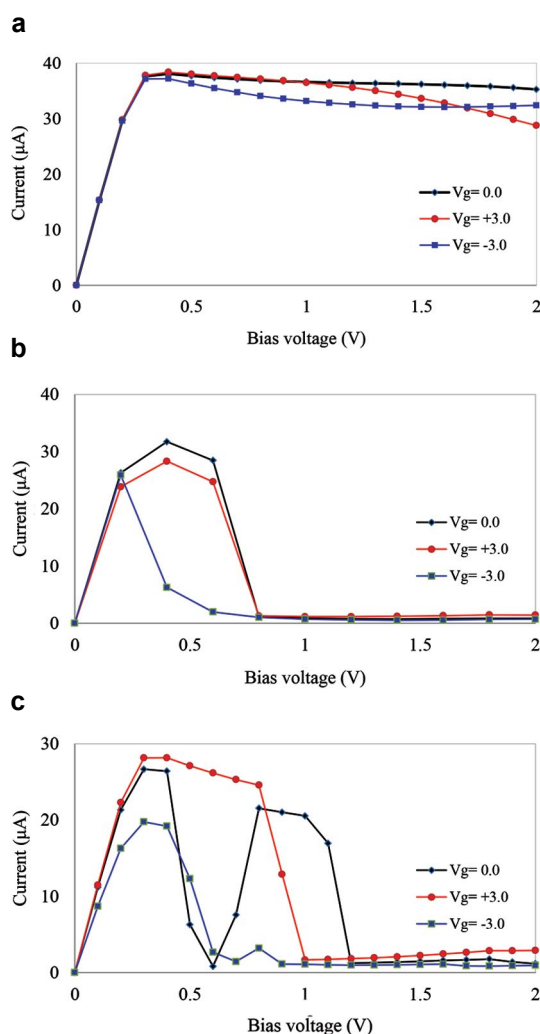 a
40
30
20
10
0
Current (µA)
Vg= 0.0
Vg= +3.0
Vg= -3.0
0 0.5 1 1.5 2
Bias voltage (V)
b
40
30
20
10
0
Current (µA)
Vg= 0.0
Vg= +3.0
Vg= -3.0
0 0.5 1 1.5 2
Bias voltage (V)
c
30
20
10
0
Current (µA)
Vg= 0.0
Vg= +3.0
Vg= -3.0
0 0.5 1 1.5 2
Bias voltage (V)